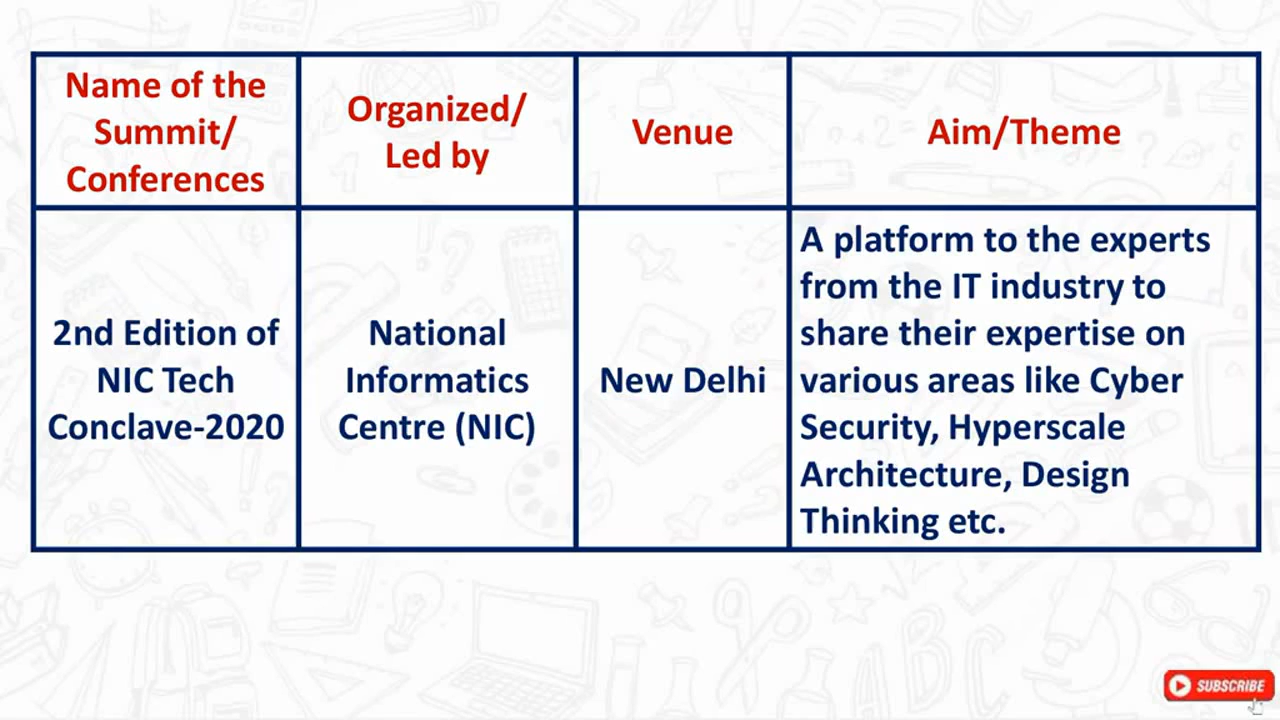 Name of the
Summit/
Conferences
Organized/
Led by
Venue
Aim/Theme
2nd Edition of
NIC Tech
Conclave-2020
National
Informatics
Centre (NIC)
New Delhi
A platform to the experts
from the IT industry to
share their expertise on
various areas like Cyber
Security, Hyperscale
Architecture, Design
Thinking etc.
SUBSCRIBE